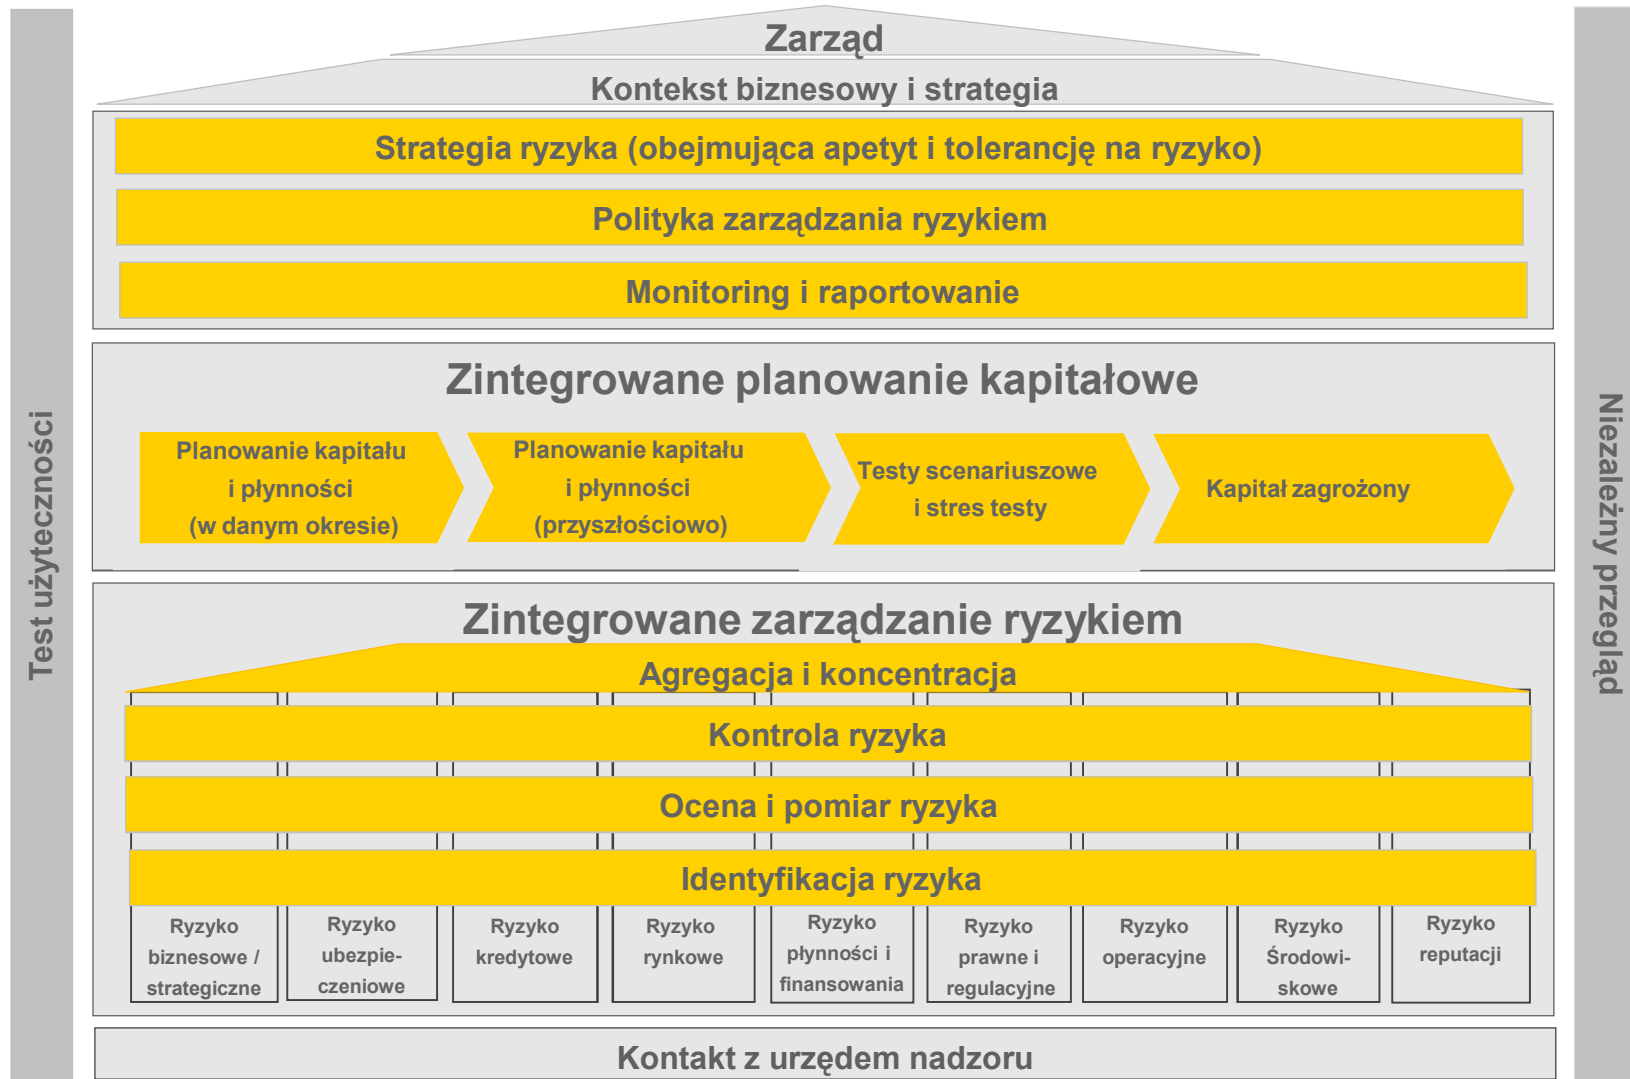 Zarząd
Kontekst biznesowy i strategia
Strategia ryzyka (obejmująca apetyt i tolerancję na ryzyko)
Polityka zarządzania ryzykiem
Monitoring i raportowanie
Test użyteczności
Niezależny przegląd
Zintegrowane planowanie kapitałowe
Planowanie kapitału
i płynności
(w danym okresie)
Planowanie kapitału
i płynności
(przyszłościowo)
Testy scenariuszowe
i stres testy
Kapitał zagrożony
Zintegrowane zarządzanie ryzykiem
Agregacja i koncentracja
Kontrola ryzyka
Ocena i pomiar ryzyka
Identyfikacja ryzyka
Ryzyko
biznesowe /
strategiczne
Ryzyko
ubezpie-
czeniowe
Ryzyko
kredytowe
Ryzyko
rynkowe
Ryzyko
płynności i
finansowania
Ryzyko
prawne i
regulacyjne
Ryzyko
operacyjne
Ryzyko
Środowi-
skowe
Ryzyko
reputacji
Kontakt z urzędem nadzoru